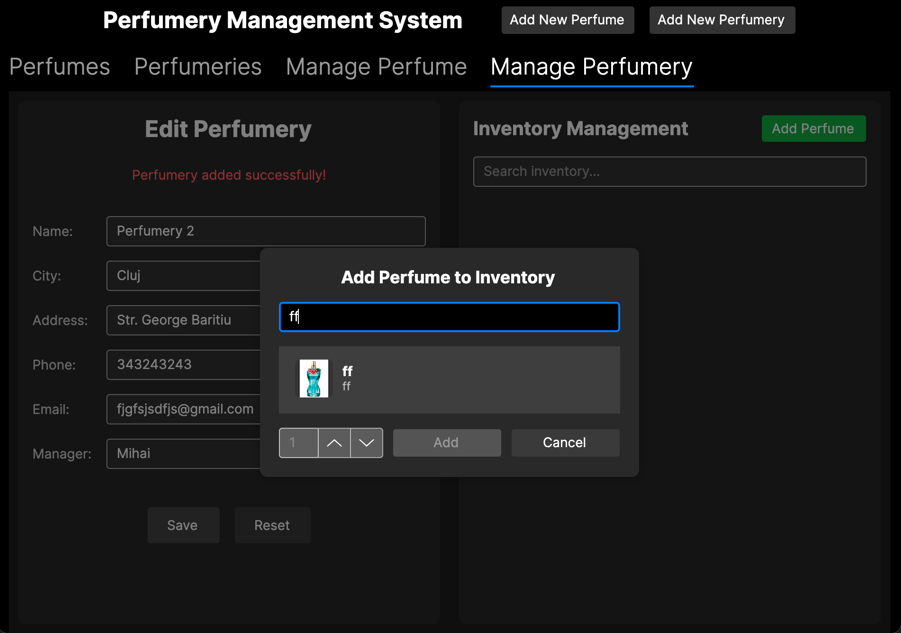 Perfumery Management System
Add New Perfume
Add New Perfumery
Perfumes
Perfumeries
Manage Perfume
Manage Perfumery
Edit Perfumery
Perfumery added successfully!
Name:
Perfumery 2
City:
Cluj
Address:
Str. George Baritiu
Phone:
343243243
Email:
fjgfsjsdfjs@gmail.com
Manager:
Mihai
Save
Reset
Inventory Management
Add Perfume
Search inventory...
Add Perfume to Inventory
ff
ff
ff
1
Add
Cancel